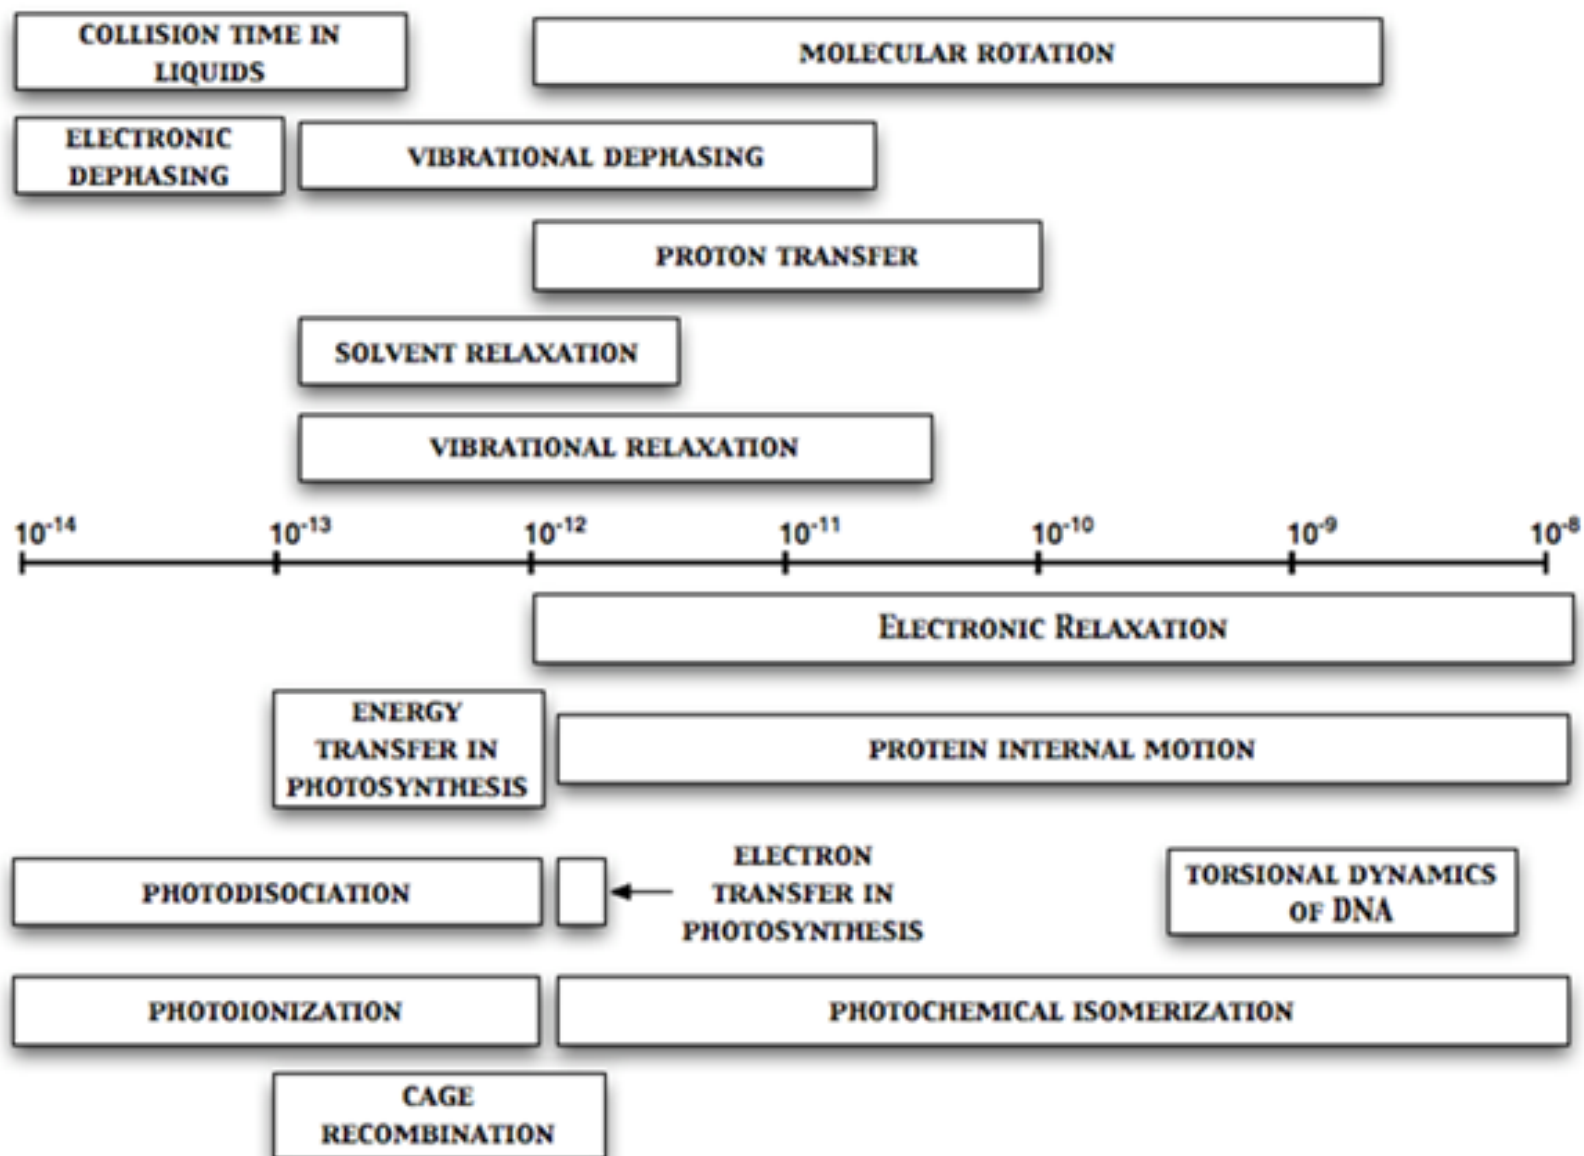 COLLISION TIME IN
LIQUIDS
MOLECULAR ROTATION
ELECTRONIC
DEPHASING
VIBRATIONAL DEPHASING
PROTON TRANSFER
SOLVENT RELAXATION
VIBRATIONAL RELAXATION
10⁻¹⁴ 10⁻¹³ 10⁻¹² 10⁻¹¹ 10⁻¹⁰ 10⁻⁹ 10⁻⁸
ELECTRONIC RELAXATION
ENERGY
TRANSFER IN
PHOTOSYNTHESIS
PROTEIN INTERNAL MOTION
PHOTODISOCIATION
ELECTRON
TRANSFER IN
PHOTOSYNTHESIS
TORSIONAL DYNAMICS
OF DNA
PHOTOIONIZATION
PHOTOCHEMICAL ISOMERIZATION
CAGE
RECOMBINATION